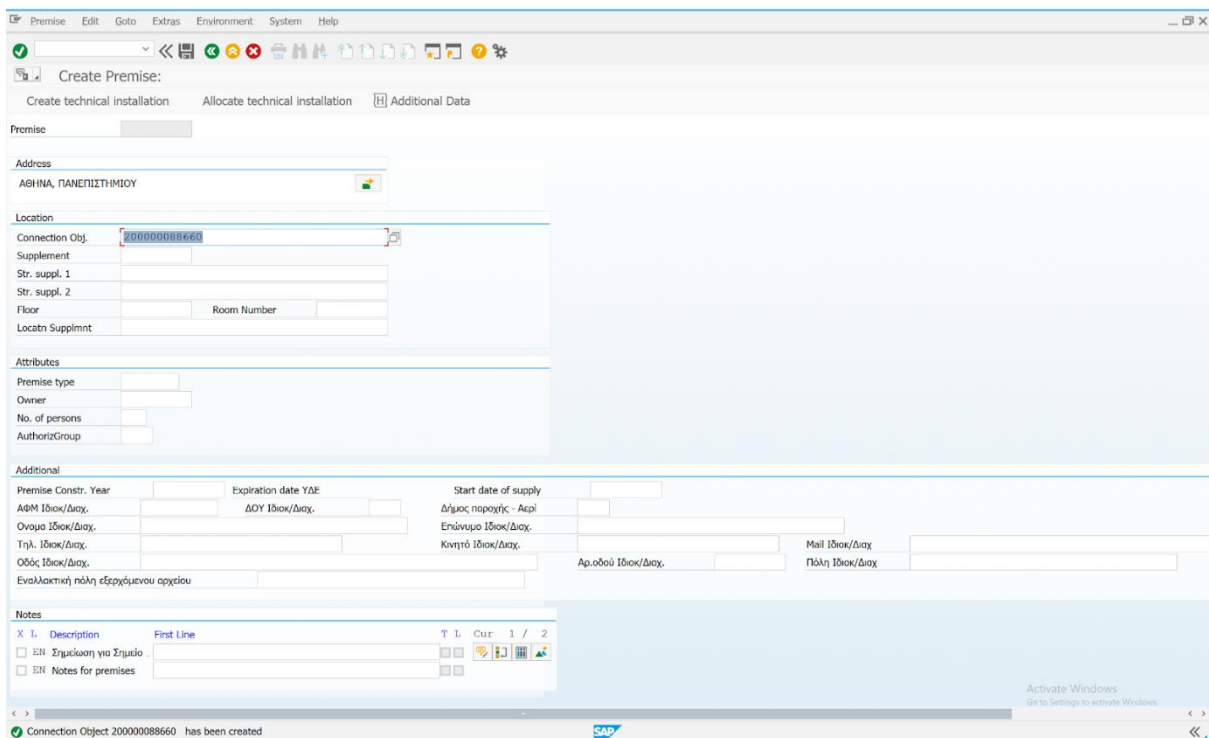 Premise Edit Goto Extras Environment System Help
Create Premise:
Create technical installation Allocate technical installation Additional Data
Premise
Address
ΑΘΗΝΑ, ΠΑΝΕΠΙΣΤΗΜΙΟΥ
Location
Connection Obj. 200000088660
Supplement
Str. suppl. 1
Str. suppl. 2
Floor Room Number
Locatn Supplmnt
Attributes
Premise type
Owner
No. of persons
AuthorizGroup
Additional
Premise Constr. Year Expiration date ΥΔΕ Start date of supply
ΑΦΜ Ιδιοκ/Διαχ. ΔΟΥ Ιδιοκ/Διαχ. Δήμος παροχής - Αερί
Ονομα Ιδιοκ/Διαχ. Επώνυμο Ιδιοκ/Διαχ.
Τηλ. Ιδιοκ/Διαχ. Κινητό Ιδιοκ/Διαχ. Mail Ιδιοκ/Διαχ
Οδός Ιδιοκ/Διαχ. Αρ.οδού Ιδιοκ/Διαχ. Πόλη Ιδιοκ/Διαχ
Εναλλακτική πόλη εξερχόμενου αρχείου
Notes
X L Description First Line T L Cur 1 / 2
EN Σημείωση για Σημείο .
EN Notes for premises
Activate Windows
Go to Settings to activate Windows.
Connection Object 200000088660 has been created SAP